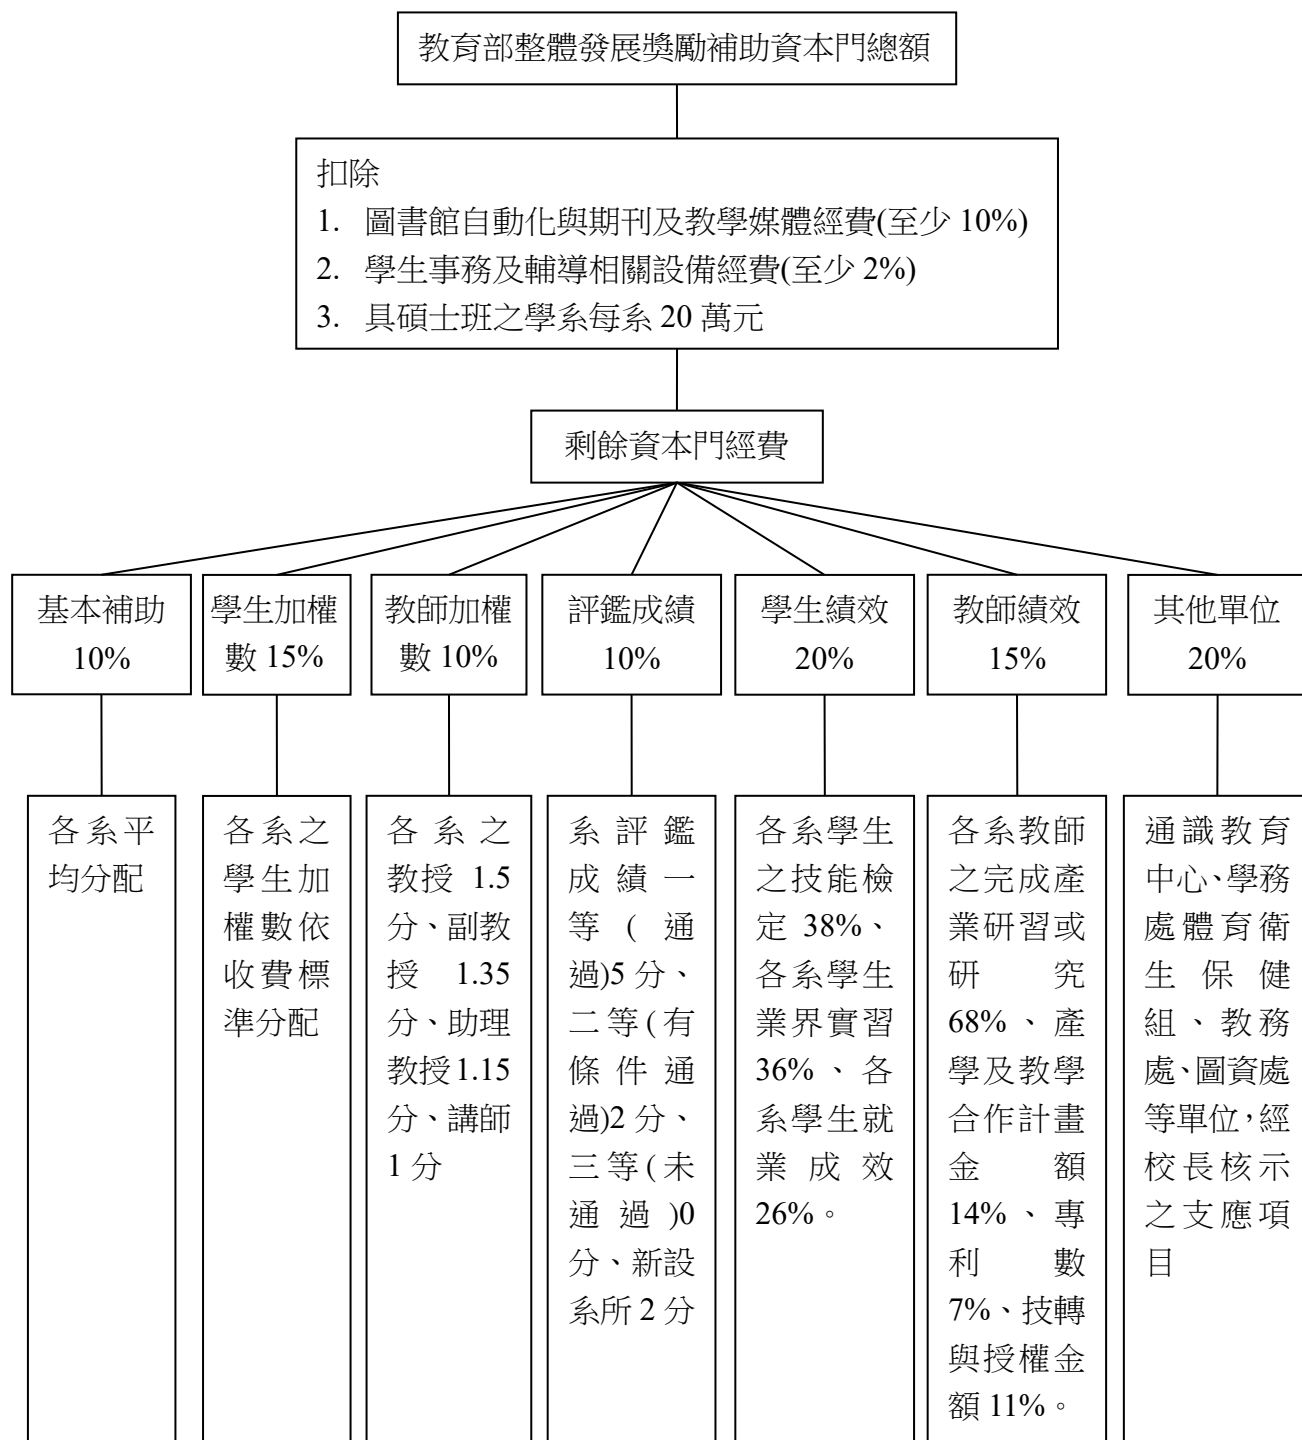 教育部整體發展獎勵補助資本門總額
扣除
1. 圖書館自動化與期刊及教學媒體經費(至少 10%)
2. 學生事務及輔導相關設備經費(至少 2%)
3. 具碩士班之學系每系 20 萬元
剩餘資本門經費
基本補助
10%
學生加權
數 15%
教師加權
數 10%
評鑑成績
10%
學生績效
20%
教師績效
15%
其他單位
20%
各系平
均分配
各系之
學生加
權數依
收費標
準分配
各系之
教授 1.5
分、副教
授 1.35
分、助理
教授 1.15
分、講師
1 分
系評鑑
成績一
等(通
過)5 分、
二等(有
條件通
過)2 分、
三等(未
通過)0
分、新設
系所 2 分
各系學生
之技能檢
定 38%、
各系學生
業界實習
36%、各
系學生就
業成效
26%。
各系教師
之完成產
業研習或
研究
68%、產
學及教學
合作計畫
金額
14%、專
利數
7%、技轉
與授權金
額 11%。
通識教育
中心、學務
處體育衛
生保健
組、教務
處、圖資處
等單位，經
校長核示
之支應項
目